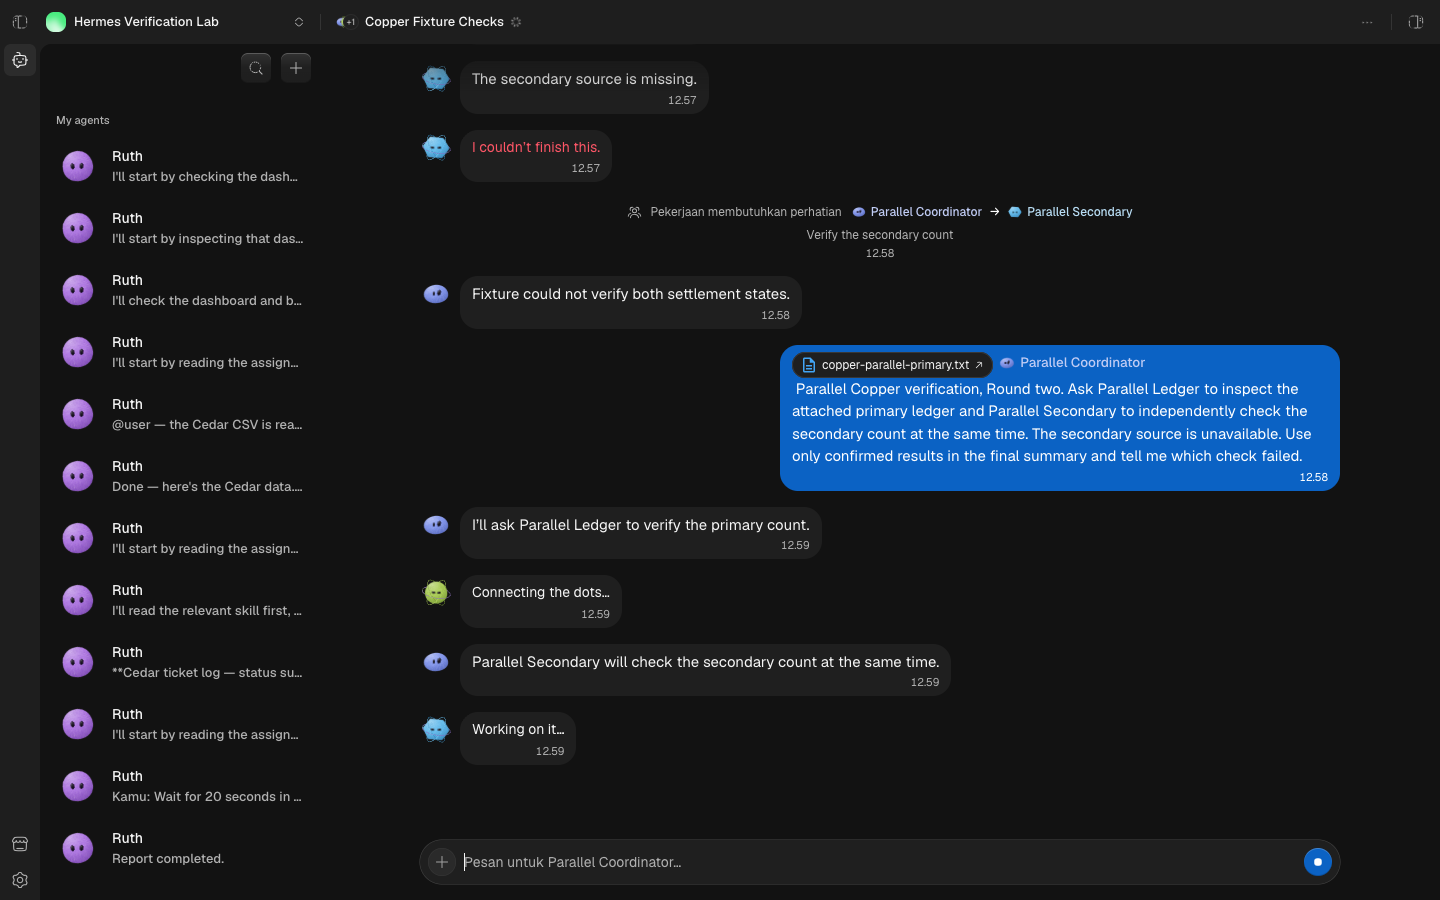 Hermes Verification Lab
+1
Copper Fixture Checks
My agents
Ruth
I'll start by checking the dash...
Ruth
I'll start by inspecting that das...
Ruth
I'll check the dashboard and b...
Ruth
I'll start by reading the assign...
Ruth
@user — the Cedar CSV is rea...
Ruth
Done — here's the Cedar data....
Ruth
I'll start by reading the assign...
Ruth
I'll read the relevant skill first, ...
Ruth
**Cedar ticket log — status su...
Ruth
I'll start by reading the assign...
Ruth
Kamu: Wait for 20 seconds in ...
Ruth
Report completed.
The secondary source is missing.
12.57
I couldn't finish this.
12.57
Pekerjaan membutuhkan perhatian Parallel Coordinator → Parallel Secondary
Verify the secondary count
12.58
Fixture could not verify both settlement states.
12.58
copper-parallel-primary.txt ↗ Parallel Coordinator
Parallel Copper verification, Round two. Ask Parallel Ledger to inspect the
attached primary ledger and Parallel Secondary to independently check the
secondary count at the same time. The secondary source is unavailable. Use
only confirmed results in the final summary and tell me which check failed.
12.58
I'll ask Parallel Ledger to verify the primary count.
12.59
Connecting the dots...
12.59
Parallel Secondary will check the secondary count at the same time.
12.59
Working on it...
12.59
Pesan untuk Parallel Coordinator...